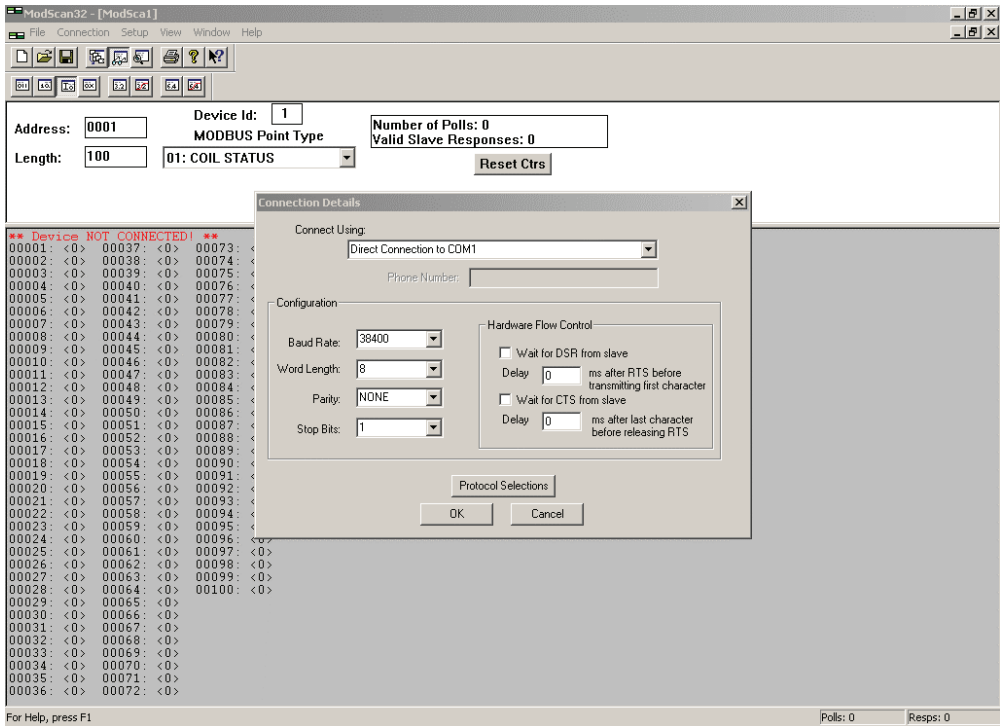 ModScan32 - [ModSca1]
File Connection Setup View Window Help
Address: 0001
Device Id: 1
MODBUS Point Type
Length: 100
01: COIL STATUS
Number of Polls: 0
Valid Slave Responses: 0
Reset Ctrs
** Device NOT CONNECTED! **
00001: <0> 00037: <0> 00073: <
00002: <0> 00038: <0> 00074: <
00003: <0> 00039: <0> 00075: <
00004: <0> 00040: <0> 00076: <
00005: <0> 00041: <0> 00077: <
00006: <0> 00042: <0> 00078: <
00007: <0> 00043: <0> 00079: <
00008: <0> 00044: <0> 00080: <
00009: <0> 00045: <0> 00081: <
00010: <0> 00046: <0> 00082: <
00011: <0> 00047: <0> 00083: <
00012: <0> 00048: <0> 00084: <
00013: <0> 00049: <0> 00085: <
00014: <0> 00050: <0> 00086: <
00015: <0> 00051: <0> 00087: <
00016: <0> 00052: <0> 00088: <
00017: <0> 00053: <0> 00089: <
00018: <0> 00054: <0> 00090: <
00019: <0> 00055: <0> 00091: <
00020: <0> 00056: <0> 00092: <
00021: <0> 00057: <0> 00093: <
00022: <0> 00058: <0> 00094: <
00023: <0> 00059: <0> 00095: <
00024: <0> 00060: <0> 00096: <0>
00025: <0> 00061: <0> 00097: <0>
00026: <0> 00062: <0> 00098: <0>
00027: <0> 00063: <0> 00099: <0>
00028: <0> 00064: <0> 00100: <0>
00029: <0> 00065: <0>
00030: <0> 00066: <0>
00031: <0> 00067: <0>
00032: <0> 00068: <0>
00033: <0> 00069: <0>
00034: <0> 00070: <0>
00035: <0> 00071: <0>
00036: <0> 00072: <0>
Connection Details
Connect Using:
Direct Connection to COM1
Phone Number:
Configuration
Baud Rate: 38400
Word Length: 8
Parity: NONE
Stop Bits: 1
Hardware Flow Control
Wait for DSR from slave
Delay 0 ms after RTS before
transmitting first character
Wait for CTS from slave
Delay 0 ms after last character
before releasing RTS
Protocol Selections
OK Cancel
For Help, press F1
Polls: 0 Resps: 0